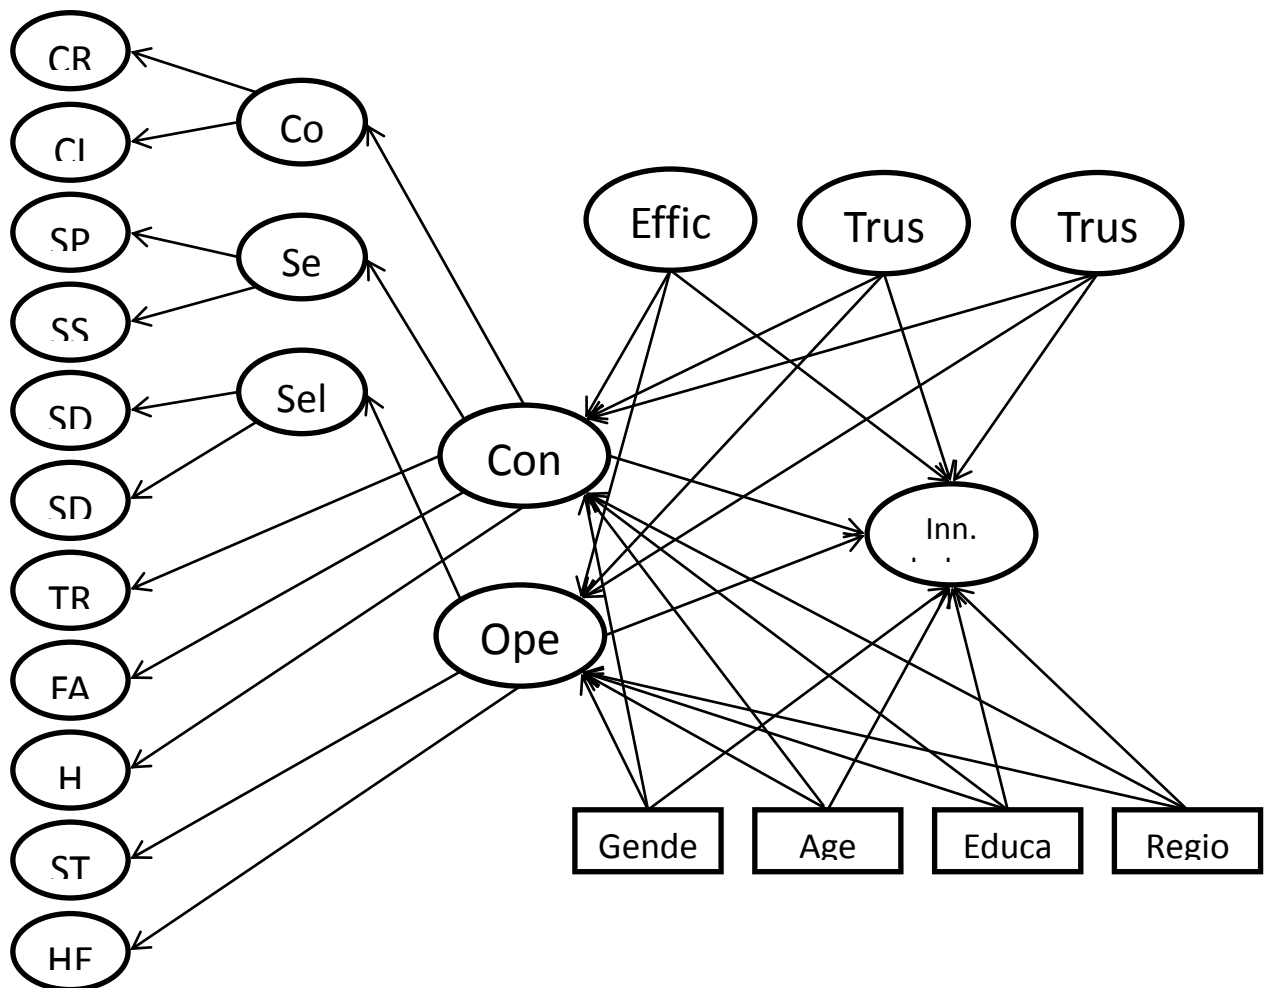 CR
CI
SP
SS
SD
SD
TR
FA
H
ST
HE
Co
Se
Sel
Con
Ope
Effic
Trus
Trus
Inn.
Gende
Age
Educa
Regio